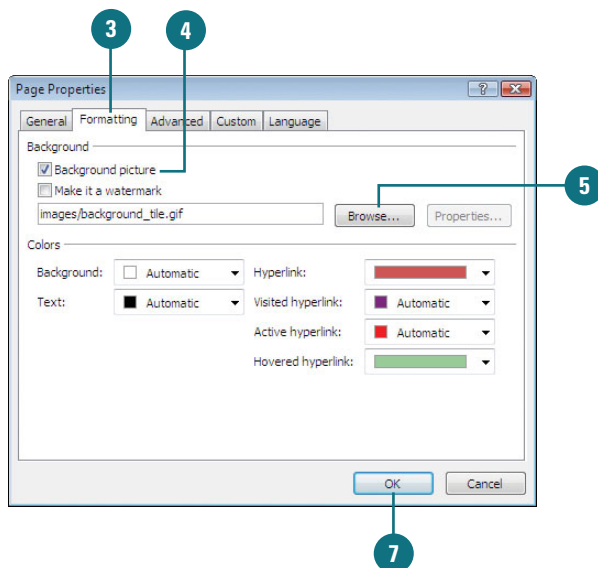 3 4
Page Properties
General Formatting Advanced Custom Language
Background
Background picture
5
Make it a watermark
images/background_tile.gif Browse... Properties...
Colors
Background: Automatic Hyperlink:
Text: Automatic Visited hyperlink: Automatic
Active hyperlink: Automatic
Hovered hyperlink:
OK Cancel
7